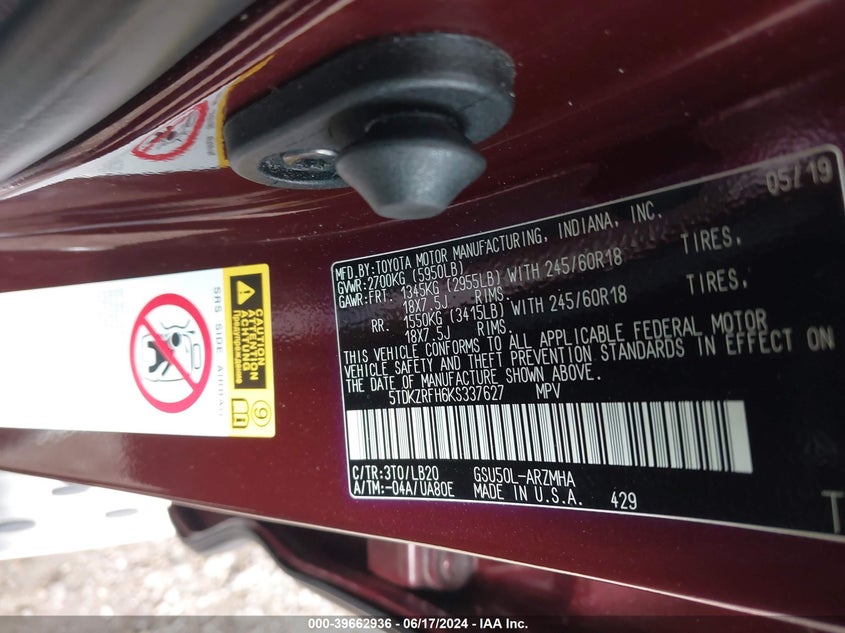 05/19
MFD.BY:TOYOTA MOTOR MANUFACTURING, INDIANA, INC.
GVWR:2700KG (5950LB)
GAWR:FRT. 1345KG (2955LB) WITH 245/60R18 TIRES,
18X7.5J RIMS.
RR. 1550KG (3415LB) WITH 245/60R18 TIRES,
18X7.5J RIMS.
THIS VEHICLE CONFORMS TO ALL APPLICABLE FEDERAL MOTOR
VEHICLE SAFETY AND THEFT PREVENTION STANDARDS IN EFFECT ON
THE DATE OF MANUFACTURE SHOWN ABOVE.
5TDKZRFH6KS337627 MPV
C/TR:3T0/LB20 GSU50L-ARZMHA
A/TM:-04A/UA80E MADE IN U.S.A. 429
T
SRS SIDE AIRBAG
CAUTION
ACHTUNG
ATTENTION
Предупреждение
9
000-39662936 - 06/17/2024 - IAA Inc.